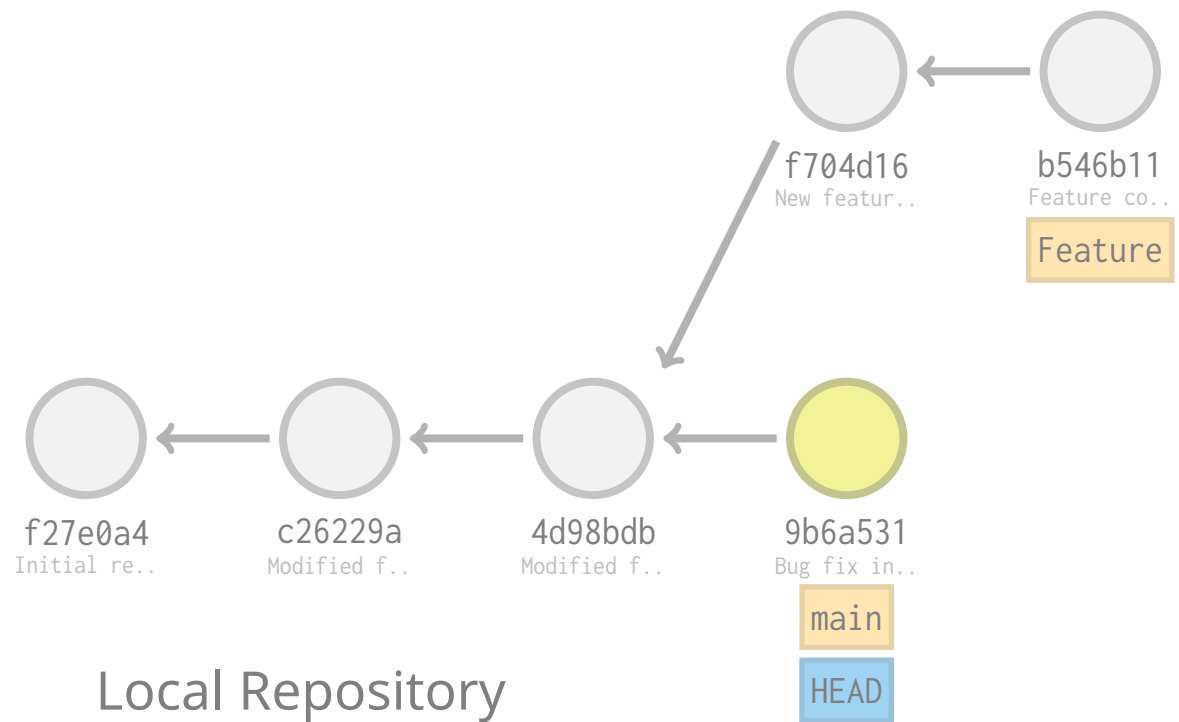 f704d16
New featur..
b546b11
Feature co..
Feature
f27e0a4
Initial re..
c26229a
Modified f..
4d98bdb
Modified f..
9b6a531
Bug fix in..
main
HEAD
Local Repository